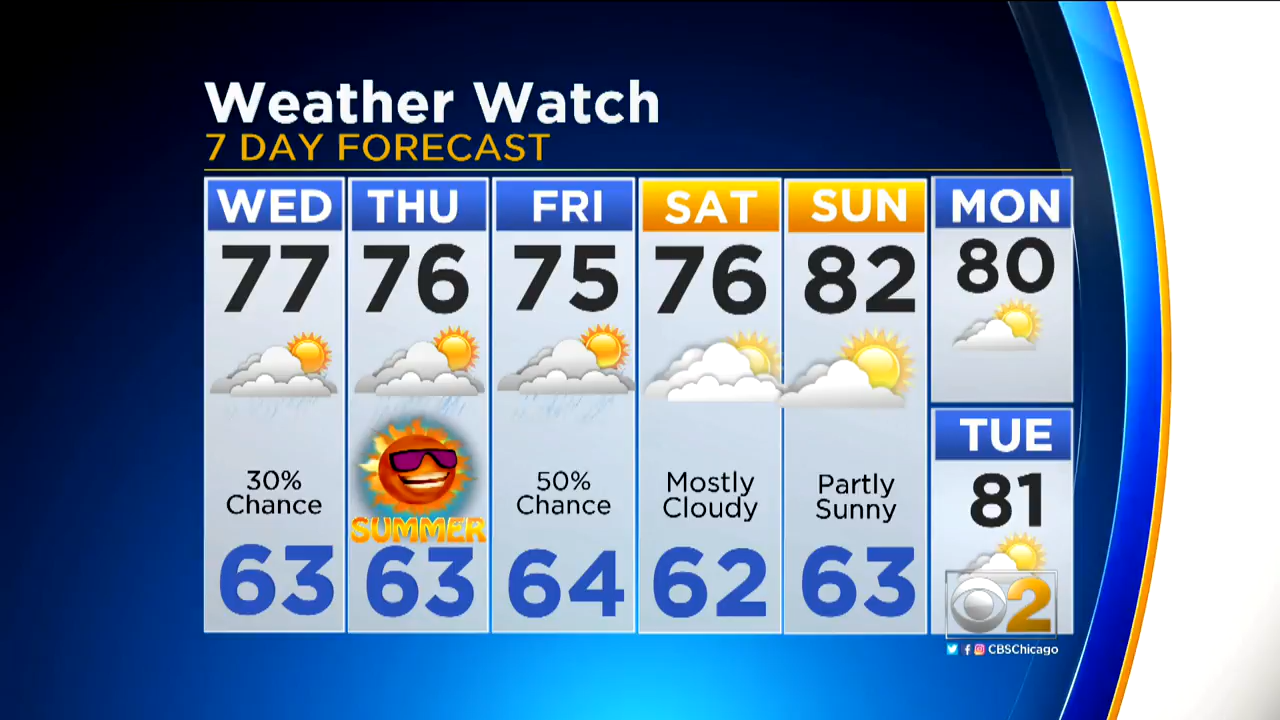 Weather Watch
7 DAY FORECAST
WED
77
30%
Chance
63
THU
76
SUMMER
63
FRI
75
50%
Chance
64
SAT
76
Mostly
Cloudy
62
SUN
82
Partly
Sunny
63
MON
80
TUE
81
2
CBSChicago